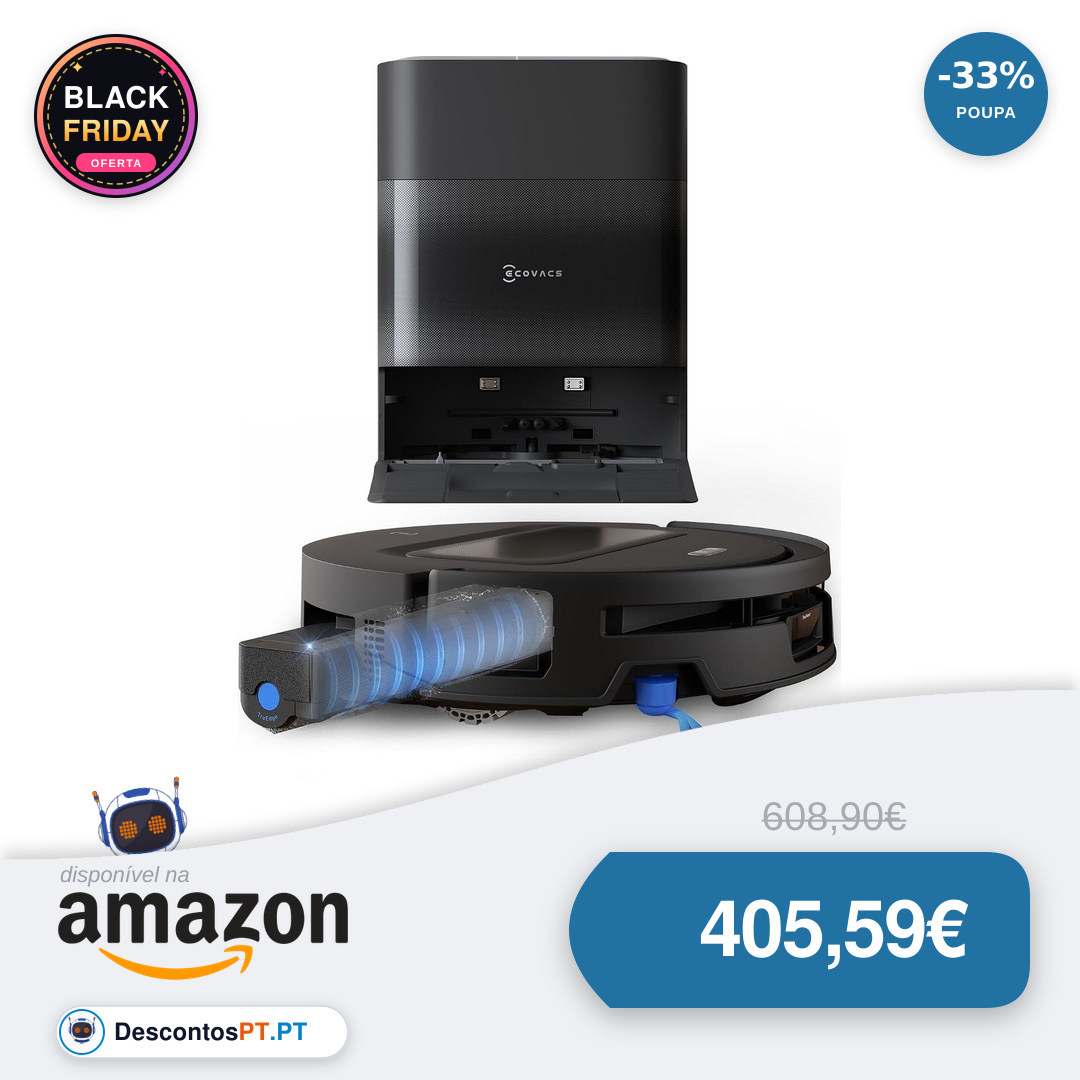 BLACK
FRIDAY
OFERTA
-33%
POUPA
ECOVACS
608,90€
disponível na
amazon
405,59€
DescontosPT.PT